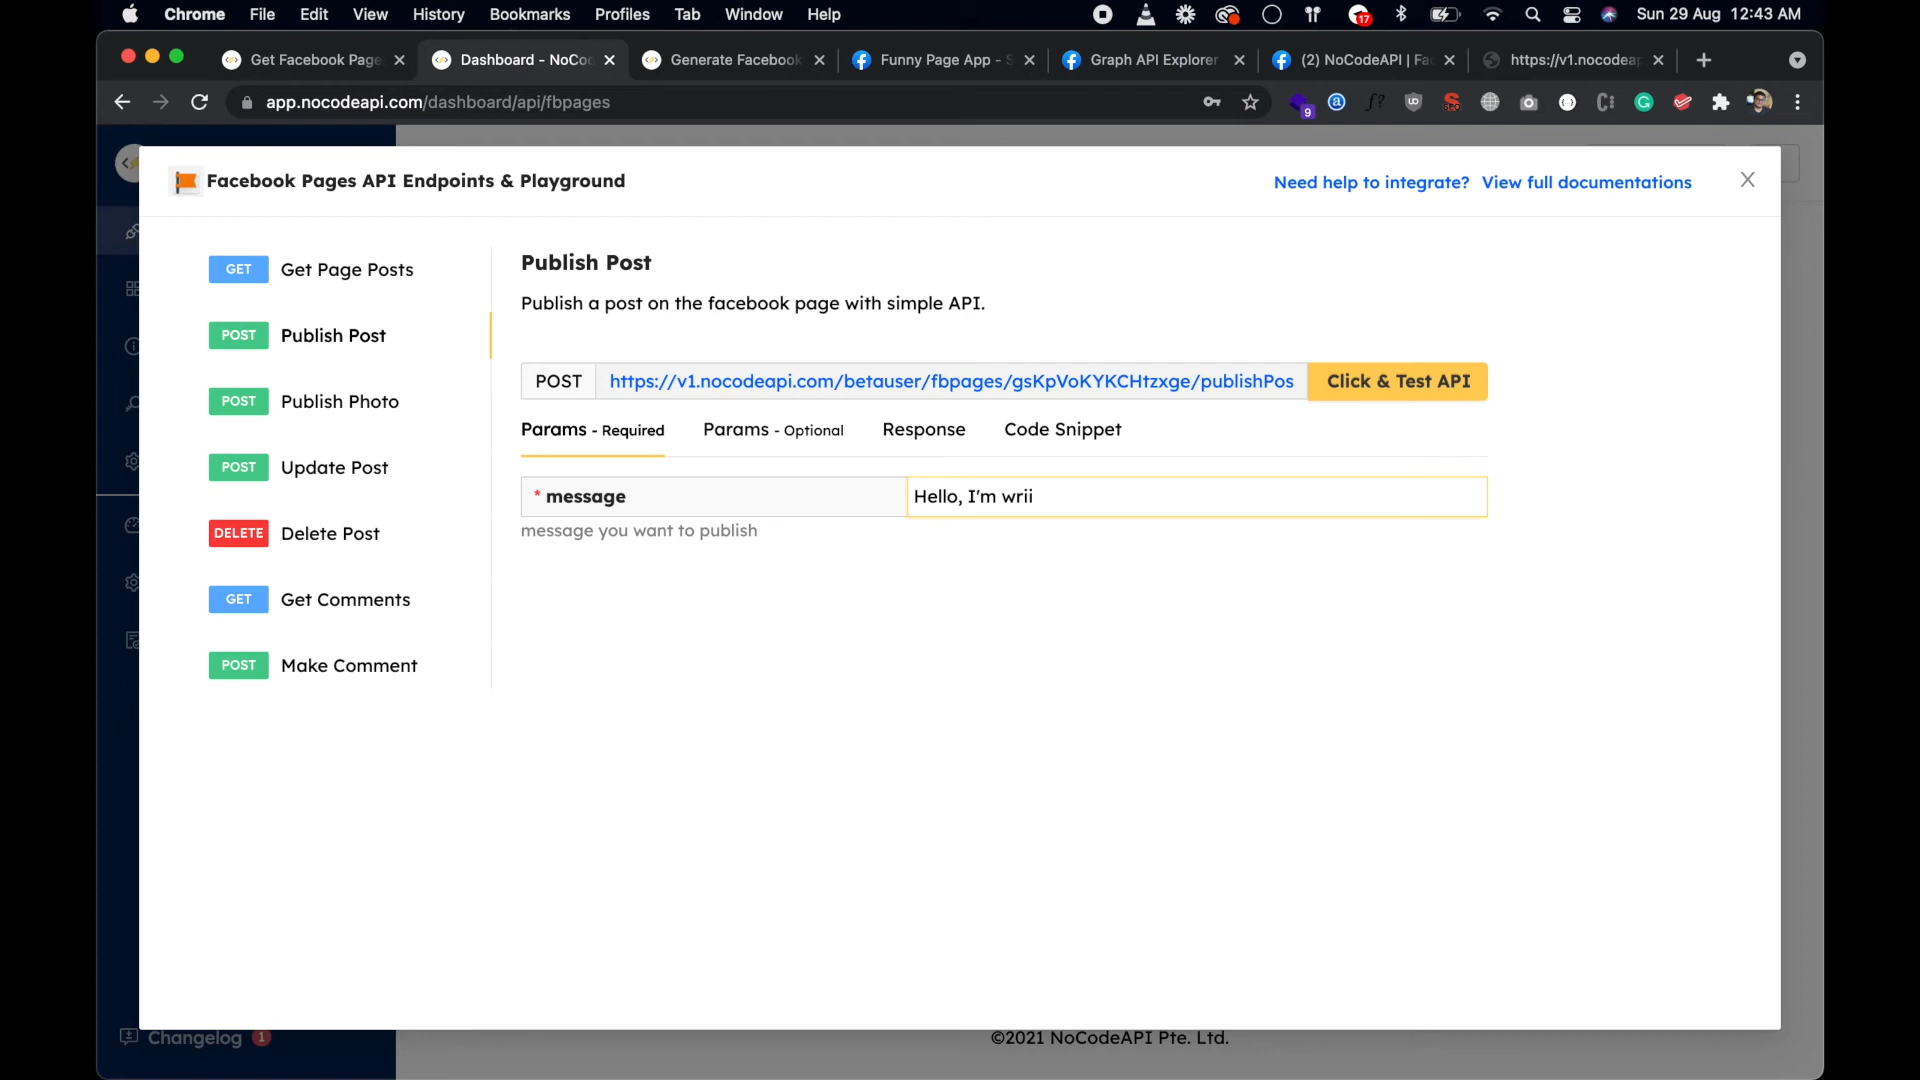 Chrome File Edit View History Bookmarks Profiles Tab Window Help 17 Sun 29 Aug 12:43 AM
Get Facebook Page Dashboard - NoCo Generate Facebook Funny Page App - S Graph API Explorer (2) NoCodeAPI | Fa https://v1.nocodeap
app.nocodeapi.com/dashboard/api/fbpages 9
Facebook Pages API Endpoints & Playground Need help to integrate? View full documentations
GET Get Page Posts
POST Publish Post
POST Publish Photo
POST Update Post
DELETE Delete Post
GET Get Comments
POST Make Comment
Publish Post
Publish a post on the facebook page with simple API.
POST https://v1.nocodeapi.com/betauser/fbpages/gsKpVoKYKCHtzxge/publishPos Click & Test API
Params - Required Params - Optional Response Code Snippet
* message Hello, I'm wrii
message you want to publish
Changelog 1
©2021 NoCodeAPI Pte. Ltd.